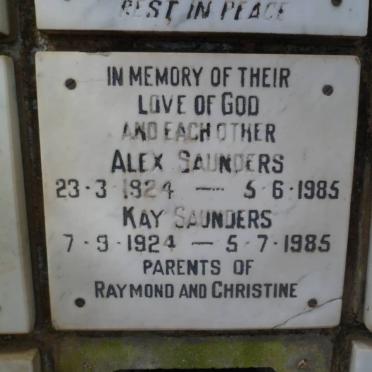 REST IN PEACE
IN MEMORY OF THEIR
LOVE OF GOD
AND EACH OTHER
ALEX SAUNDERS
23·3·1924 — 5·6·1985
KAY SAUNDERS
7·9·1924 — 5·7·1985
PARENTS OF
RAYMOND AND CHRISTINE